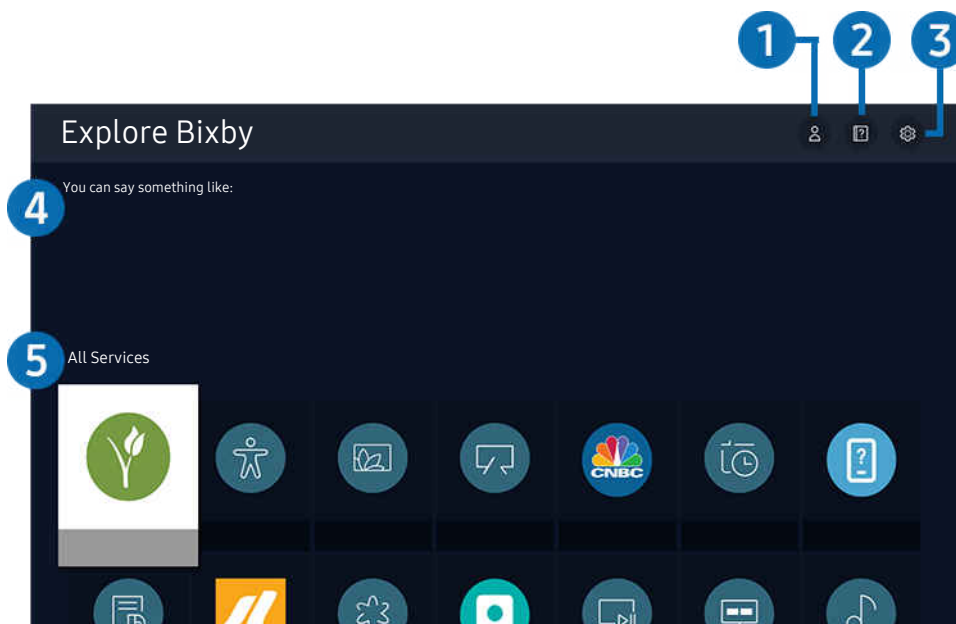 1 2 3
Explore Bixby
?
4
You can say something like:
5
All Services
CNBC
?